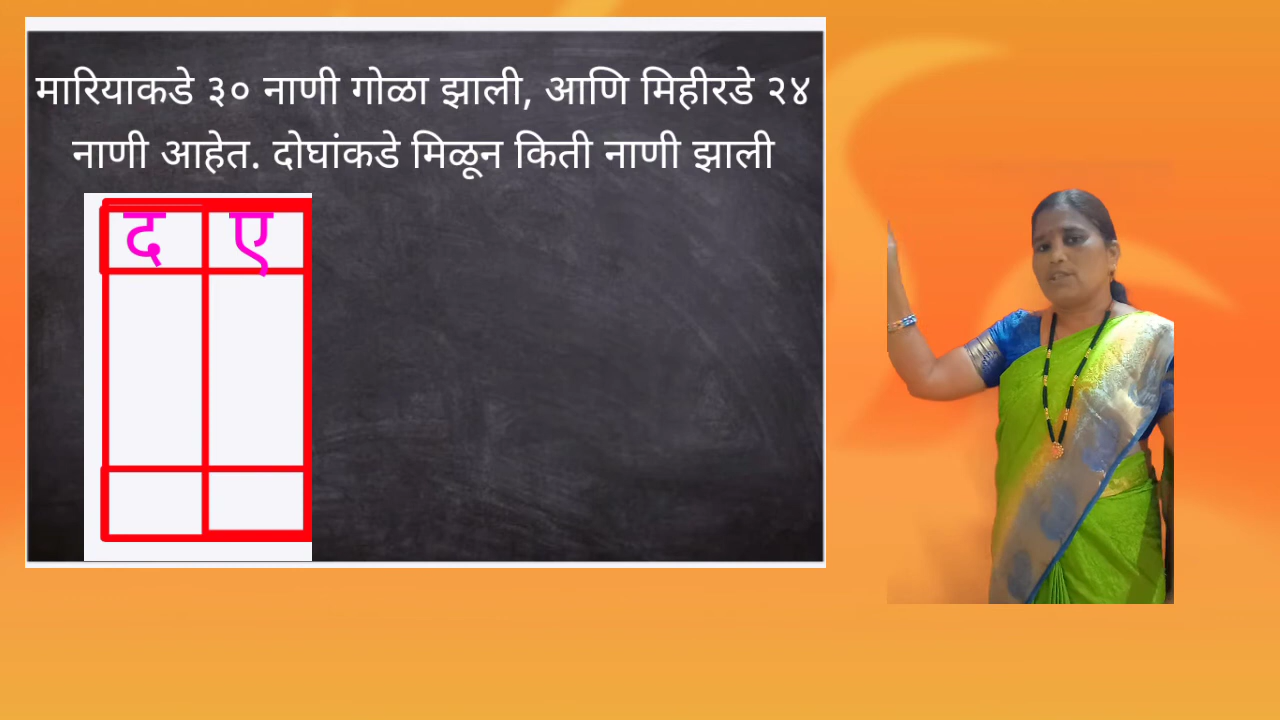 मारियाकडे ३० नाणी गोळा झाली, आणि मिहीरडे २४
नाणी आहेत. दोघांकडे मिळून किती नाणी झाली
द ए